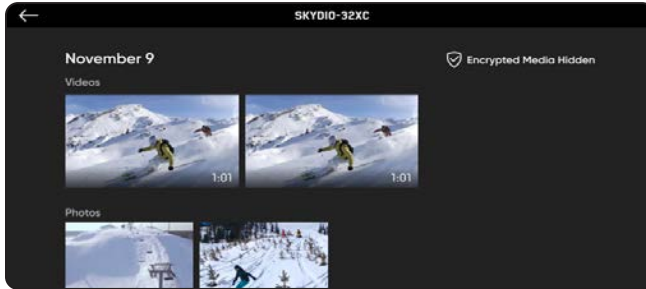 SKYDIO-32XC
November 9
Encrypted Media Hidden
Videos
1:01
1:01
Photos